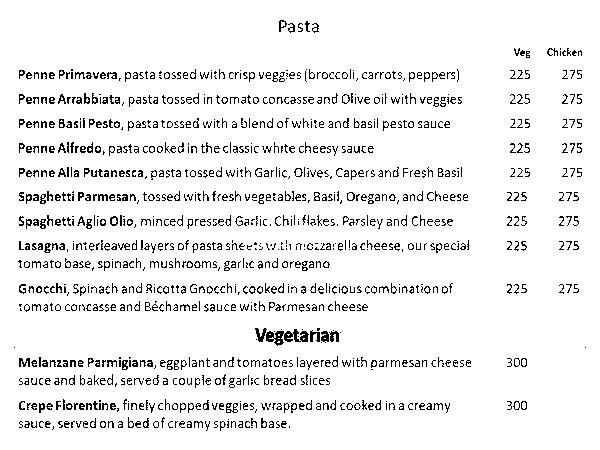 Pasta
Veg Chicken
Penne Primavera, pasta tossed with crisp veggies (broccoli, carrots, peppers) 225 275
Penne Arrabbiata, pasta tossed in tomato concasse and Olive oil with veggies 225 275
Penne Basil Pesto, pasta tossed with a blend of white and basil pesto sauce 225 275
Penne Alfredo, pasta cooked in the classic white cheesy sauce 225 275
Penne Alla Putanesca, pasta tossed with Garlic, Olives, Capers and Fresh Basil 225 275
Spaghetti Parmesan, tossed with fresh vegetables, Basil, Oregano, and Cheese 225 275
Spaghetti Aglio Olio, minced pressed Garlic. Chili flakes. Parsley and Cheese 225 275
Lasagna, interleaved layers of pasta sheets with mozzarella cheese, our special 225 275
tomato base, spinach, mushrooms, garlic and oregano
Gnocchi, Spinach and Ricotta Gnocchi, cooked in a delicious combination of 225 275
tomato concasse and Béchamel sauce with Parmesan cheese
Vegetarian
Melanzane Parmigiana, eggplant and tomatoes layered with parmesan cheese 300
sauce and baked, served a couple of garlic bread slices
Crepe Florentine, finely chopped veggies, wrapped and cooked in a creamy 300
sauce, served on a bed of creamy spinach base.